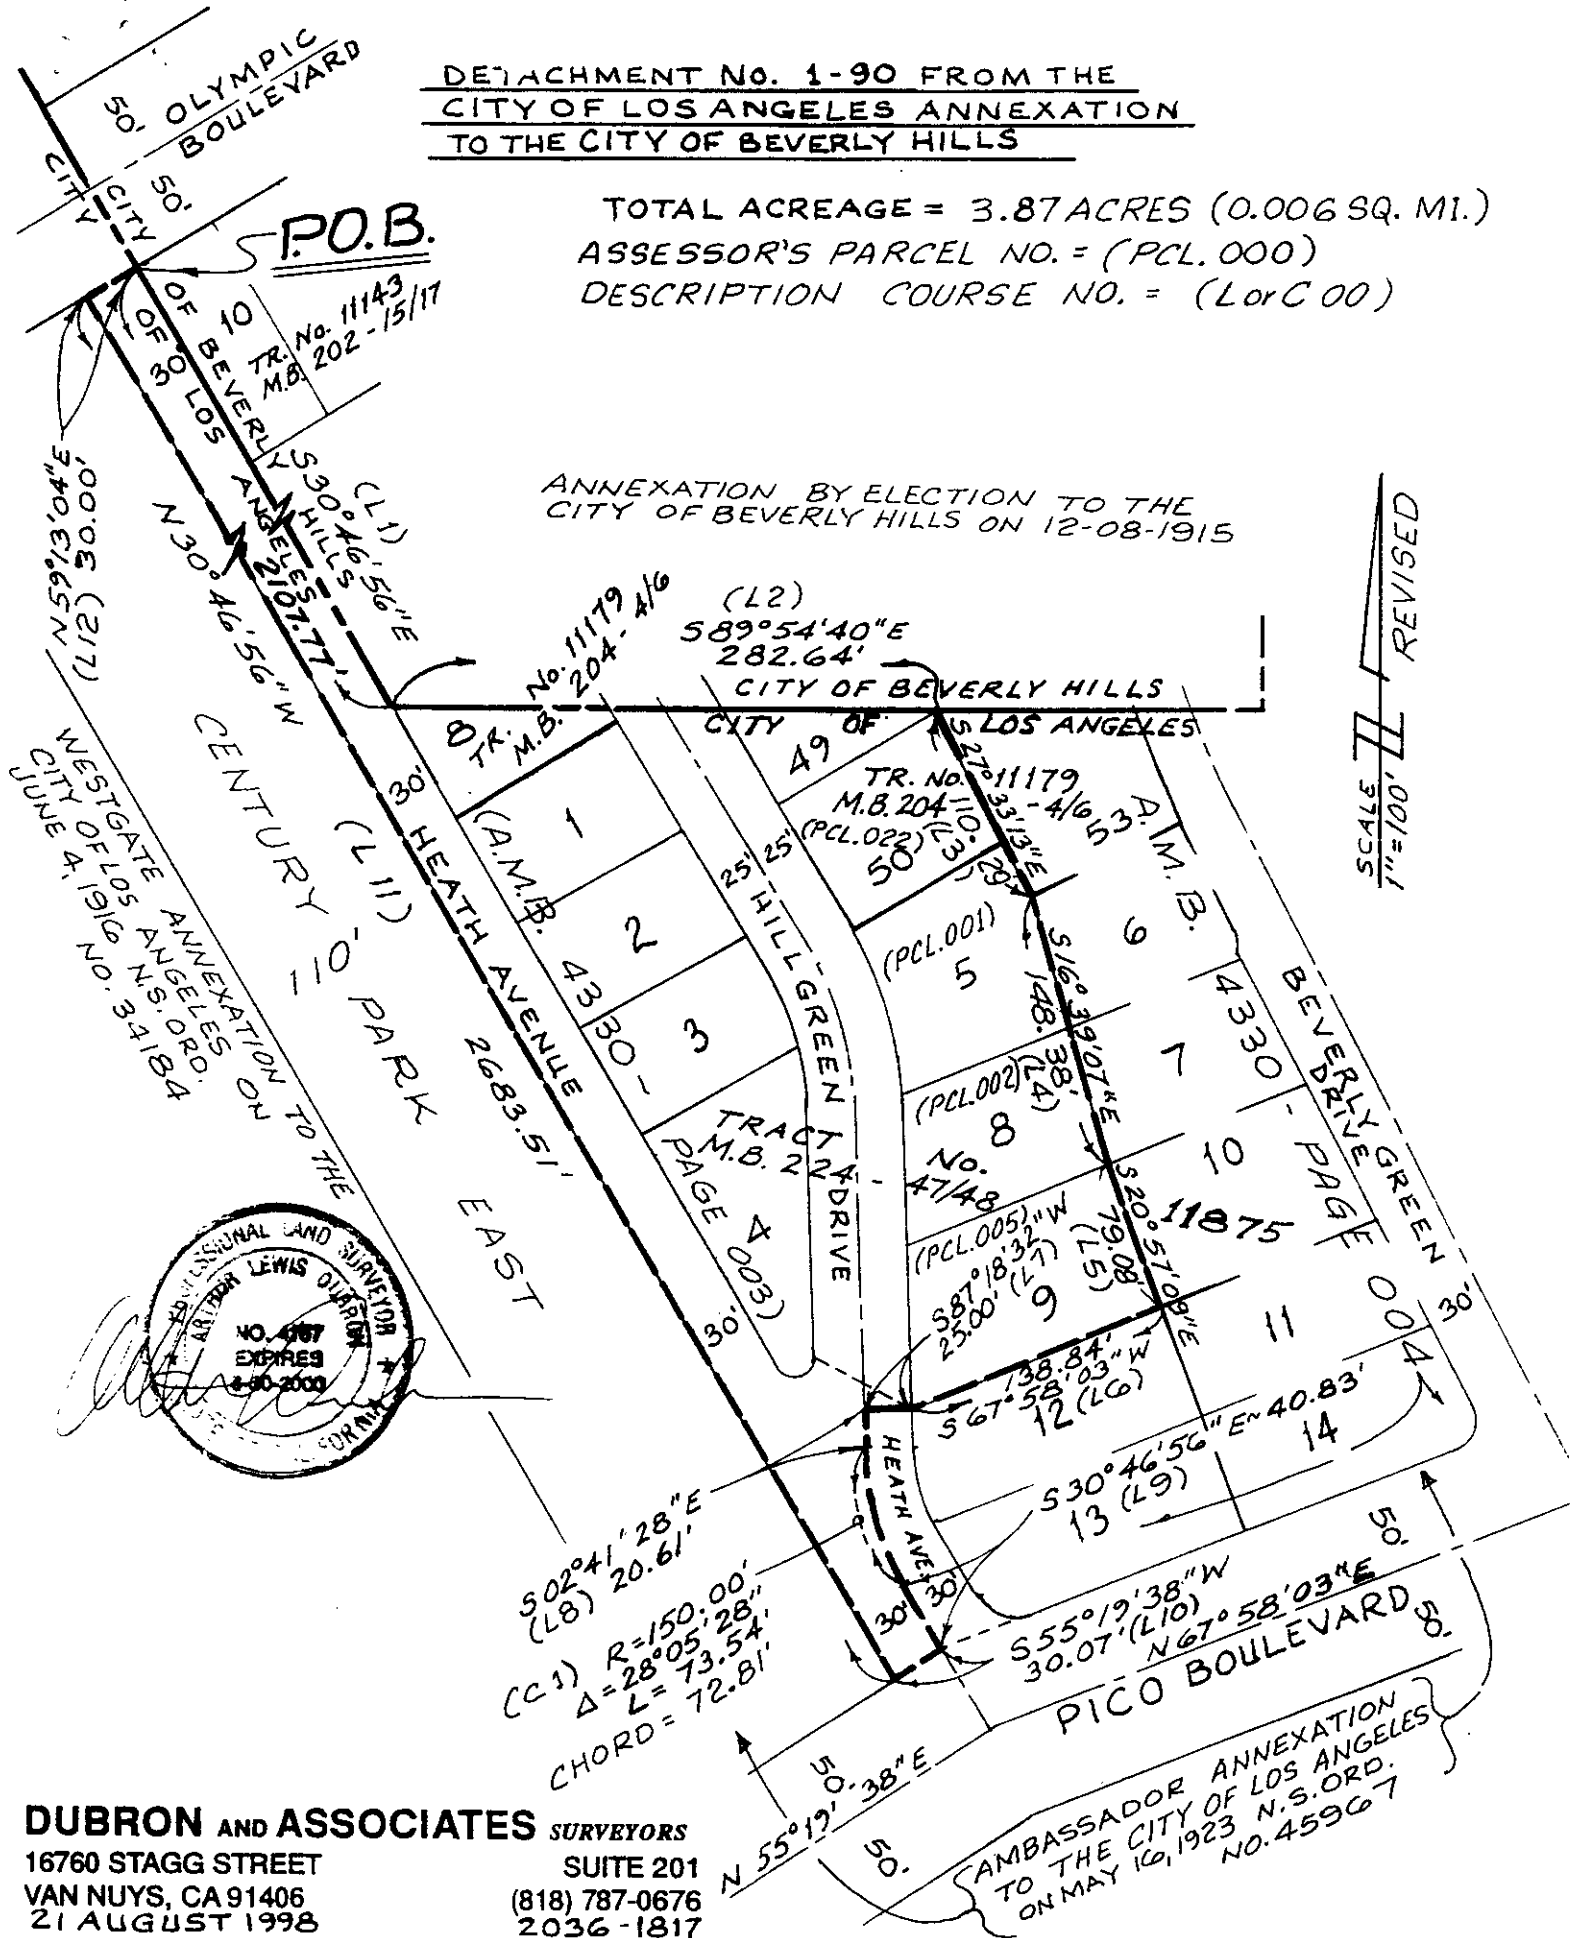 DETACHMENT NO. 1-90 FROM THE
CITY OF LOS ANGELES ANNEXATION
TO THE CITY OF BEVERLY HILLS
TOTAL ACREAGE = 3.87 ACRES (0.006 SQ. MI.)
ASSESSOR'S PARCEL NO. = (PCL. 000)
DESCRIPTION COURSE NO. = (L or C 00)
50' OLYMPIC
BOULEVARD
50'
CITY
CITY
P.O.B.
OF BEVERLY HILLS
OF LOS ANGELES
10
30'
TR. No. 11143
M.B. 202-15/17
N59°13'04"E
(L12) 30.00'
(L1)
S30°46'56"E
2107.77'
N30°46'56"W
ANNEXATION BY ELECTION TO THE
CITY OF BEVERLY HILLS ON 12-08-1915
REVISED
SCALE
1"=100'
(L2)
S89°54'40"E
282.64'
CITY OF BEVERLY HILLS
CITY OF LOS ANGELES
8
TR. No. 11179
M.B. 204-4/6
49
TR. No. 11179
M.B. 204-4/6
(PCL.022)
50
S27°33'13"E
110.29'
(L3)
53
A.M.B. 4330 - PAGE 004
WESTGATE ANNEXATION TO THE
CITY OF LOS ANGELES ON
JUNE 4, 1916 N.S. ORD.
NO. 34184
CENTURY PARK EAST
110'
(L11)
2683.51'
30'
HEATH AVENUE
(A.M.B. 4330 -
PAGE 003)
1
2
3
4
25' 25'
HILLGREEN DRIVE
(PCL.001)
5
6
S16°39'07"E
148.38'
(L4)
7
(PCL.002)
8
TRACT No. 11875
M.B. 224-47/48
10
BEVERLY GREEN
DRIVE
30'
(PCL.005)
9
S20°57'09"E
79.08'
(L5)
S87°18'32"W
25.00' (L7)
11
138.84'
S67°58'03"W
12 (L6)
30'
HEATH AVE.
S30°46'56"E~40.83'
13 (L9)
14
PROFESSIONAL LAND SURVEYOR
ARTHUR LEWIS
EXPIRES
S02°41'28"E
(L8) 20.61'
(C1) R=150.00'
Δ=28°05'28"
L=73.54'
CHORD=72.81'
30' 30'
S55°19'38"W
30.07' (L10)
N67°58'03"E
50'
50'
PICO BOULEVARD
50'
N 55°19'38"E
50'
AMBASSADOR ANNEXATION
TO THE CITY OF LOS ANGELES
ON MAY 16, 1923 N.S. ORD.
NO. 45967
DUBRON AND ASSOCIATES SURVEYORS
16760 STAGG STREET SUITE 201
VAN NUYS, CA 91406 (818) 787-0676
21 AUGUST 1998 2036-1817